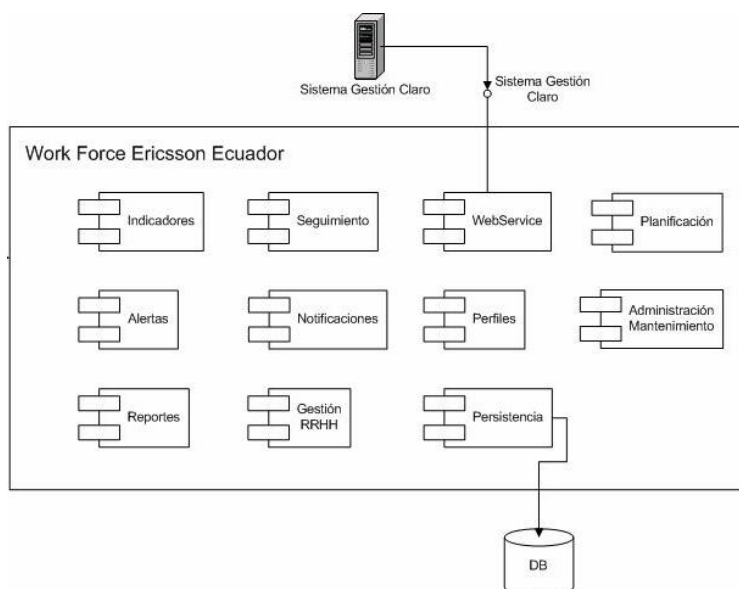 Sistema Gestión Claro
Sistema Gestión
Claro
Work Force Ericsson Ecuador
Indicadores
Seguimiento
WebService
Planificación
Alertas
Notificaciones
Perfiles
Administración
Mantenimiento
Reportes
Gestión
RRHH
Persistencia
DB